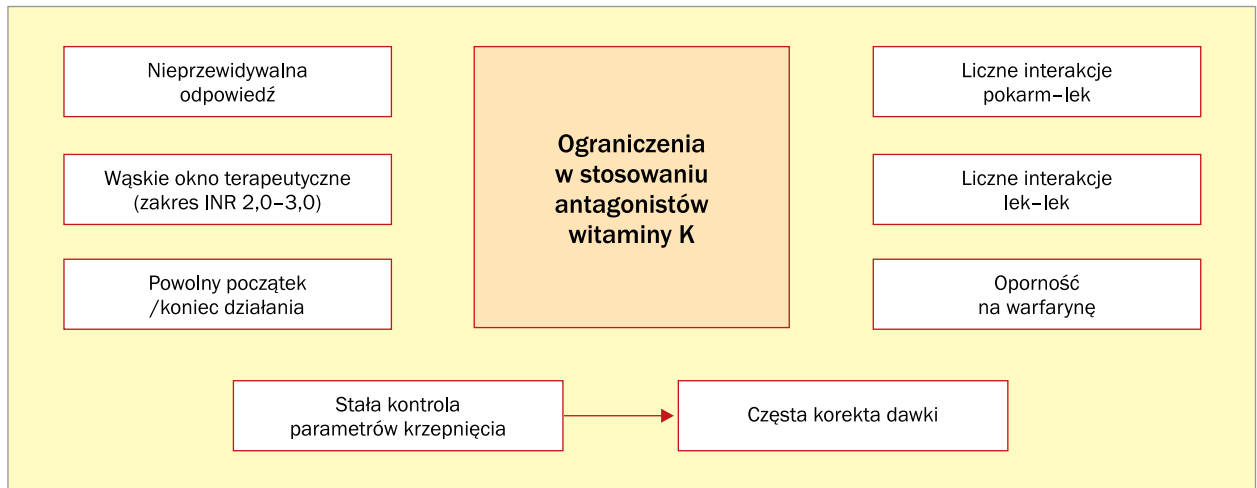 Nieprzewidywalna
odpowiedź
Wąskie okno terapeutyczne
(zakres INR 2,0–3,0)
Powolny początek
/koniec działania
Ograniczenia
w stosowaniu
antagonistów
witaminy K
Liczne interakcje
pokarm–lek
Liczne interakcje
lek–lek
Oporność
na warfarynę
Stała kontrola
parametrów krzepnięcia
Częsta korekta dawki